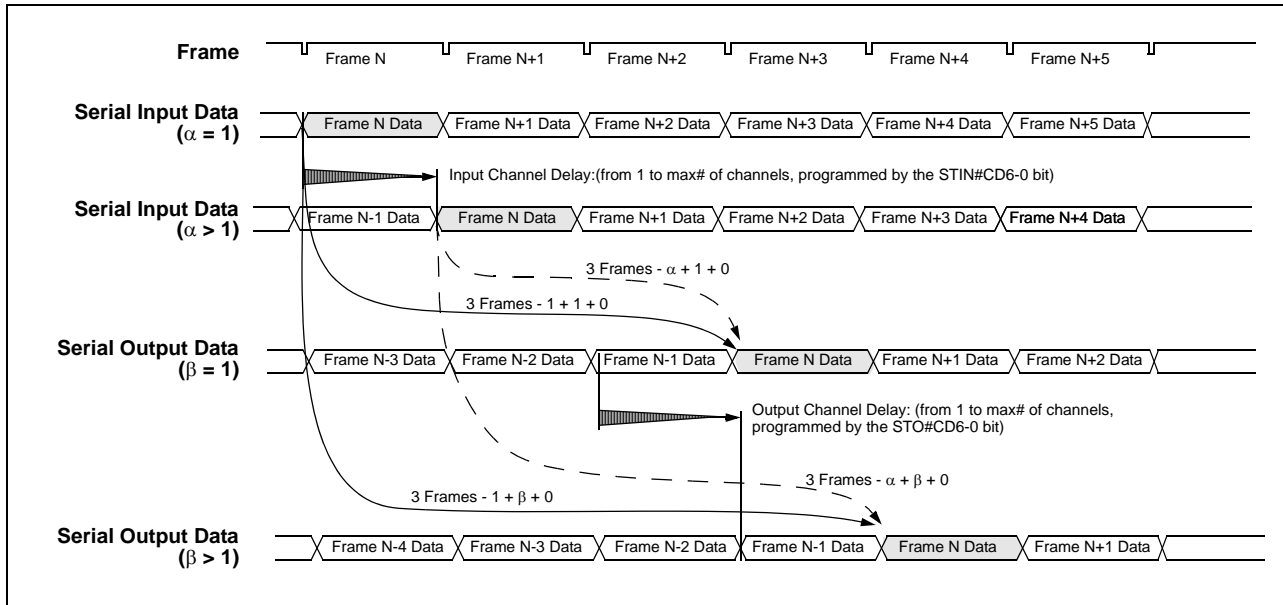 Frame
Frame N Frame N+1 Frame N+2 Frame N+3 Frame N+4 Frame N+5
Serial Input Data
(α = 1)
Frame N Data Frame N+1 Data Frame N+2 Data Frame N+3 Data Frame N+4 Data Frame N+5 Data
Input Channel Delay:(from 1 to max# of channels, programmed by the STIN#CD6-0 bit)
Serial Input Data
(α > 1)
Frame N-1 Data Frame N Data Frame N+1 Data Frame N+2 Data Frame N+3 Data Frame N+4 Data
3 Frames - α + 1 + 0
3 Frames - 1 + 1 + 0
Serial Output Data
(β = 1)
Frame N-3 Data Frame N-2 Data Frame N-1 Data Frame N Data Frame N+1 Data Frame N+2 Data
Output Channel Delay: (from 1 to max# of channels,
programmed by the STO#CD6-0 bit)
3 Frames - α + β + 0
3 Frames - 1 + β + 0
Serial Output Data
(β > 1)
Frame N-4 Data Frame N-3 Data Frame N-2 Data Frame N-1 Data Frame N Data Frame N+1 Data